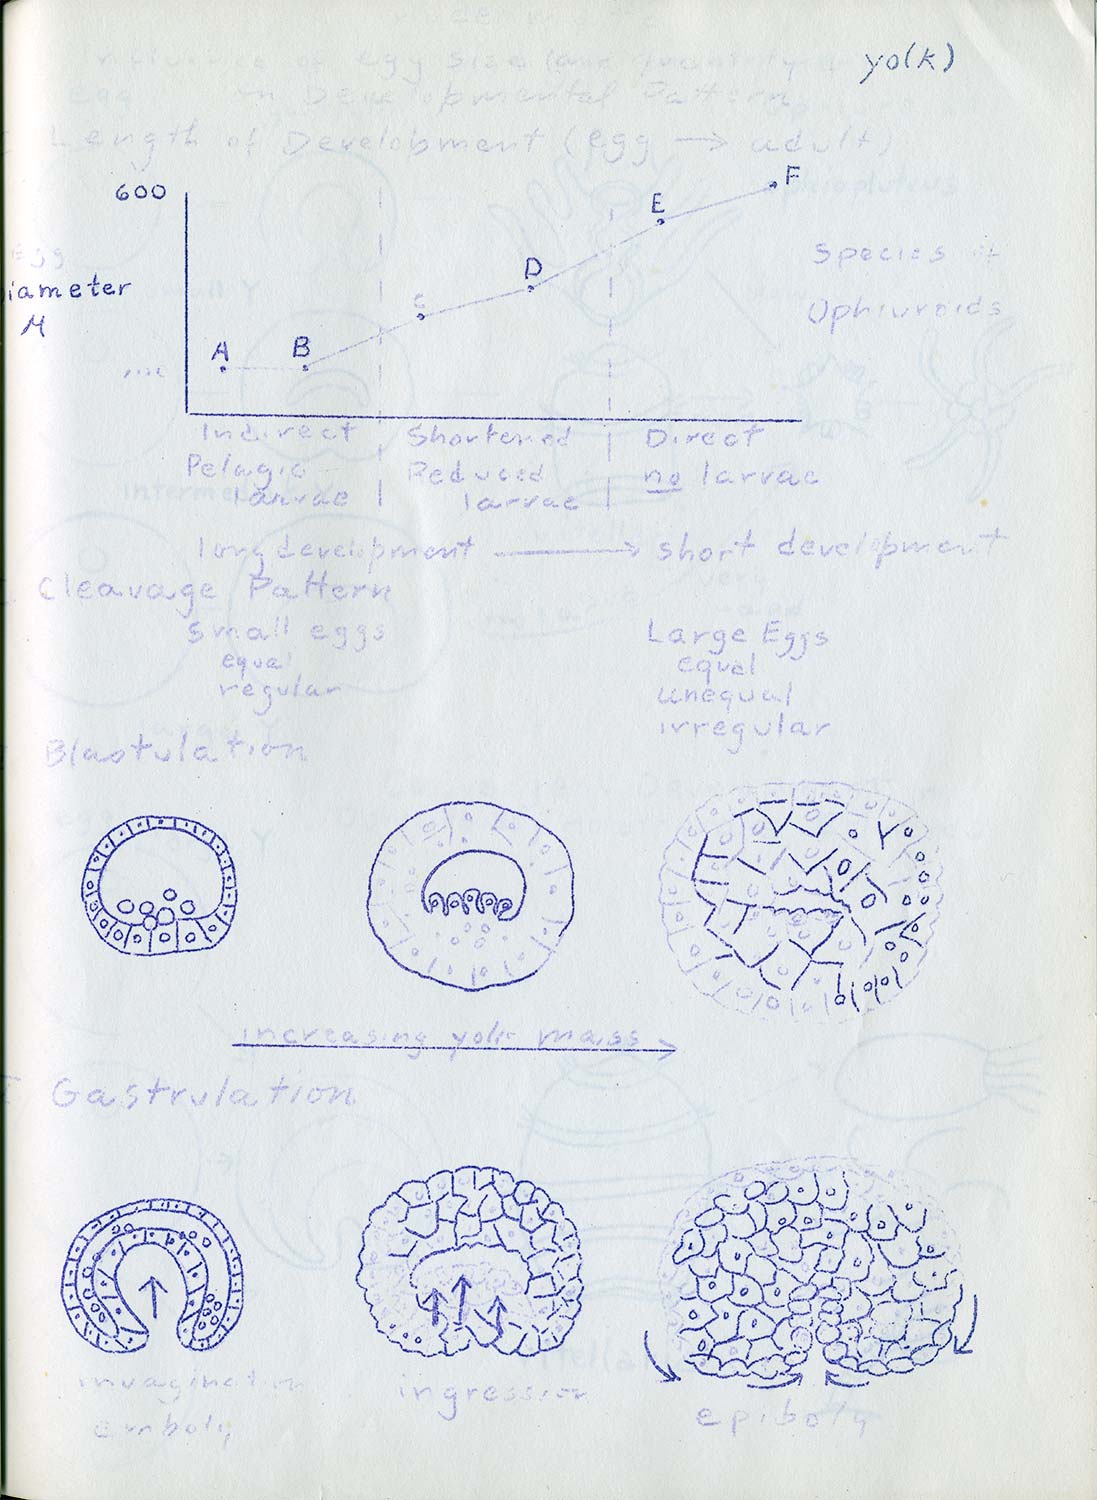 yo(k)
Influence of egg size (and quantity
egg on Developmental Pattern
Length of Development (egg → adult)
600
F
E
Egg
Diameter
M
Species of
Ophiuroids
D
C
A B
Indirect Shortened Direct
Pelagic Reduced no larvae
larvae larvae
long development → short development
Cleavage Pattern
Small eggs Large Eggs
equal equal
regular unequal
irregular
Blastulation
increasing yolk mass
Gastrulation
invagination ingression epiboly
emboly